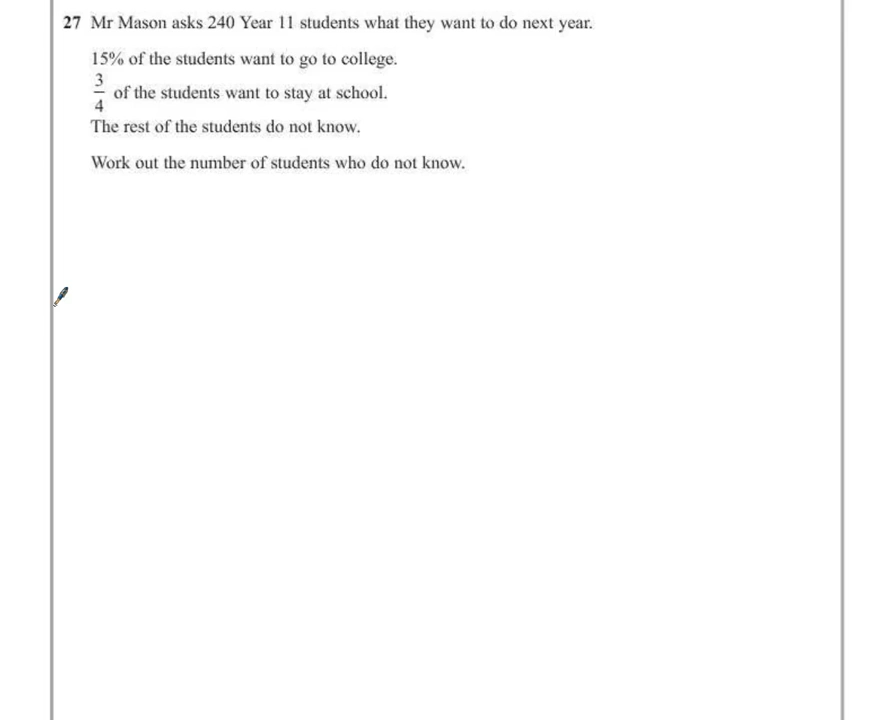 27 Mr Mason asks 240 Year 11 students what they want to do next year.
15% of the students want to go to college.
3/4 of the students want to stay at school.
The rest of the students do not know.
Work out the number of students who do not know.